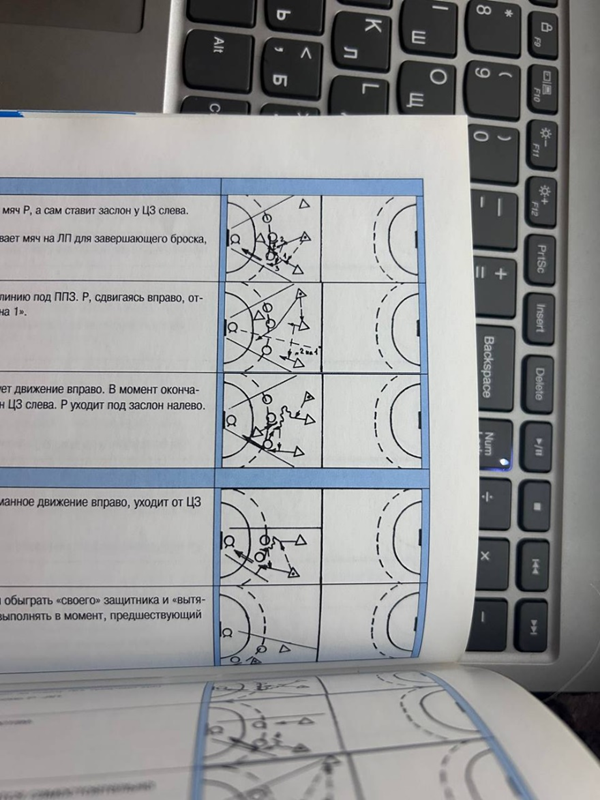 мяч Р, а сам ставит заслон у ЦЗ слева.
вает мяч на ЛП для завершающего броска,
линию под ППЗ. Р, сдвигаясь вправо, от-
на 1».
ует движение вправо. В момент оконча-
н ЦЗ слева. Р уходит под заслон налево.
манное движение вправо, уходит от ЦЗ
обыграть «своего» защитника и «вытя-
выполнять в момент, предшествующий
Alt
Ь
<
,
Б
K
Л
L
I
Ш
O
Щ
*
8
(
9
)
0
–
+
=
Backspace
Num
÷
×
−
F9
F10
F11
F12
PrtSc
Insert
Delete